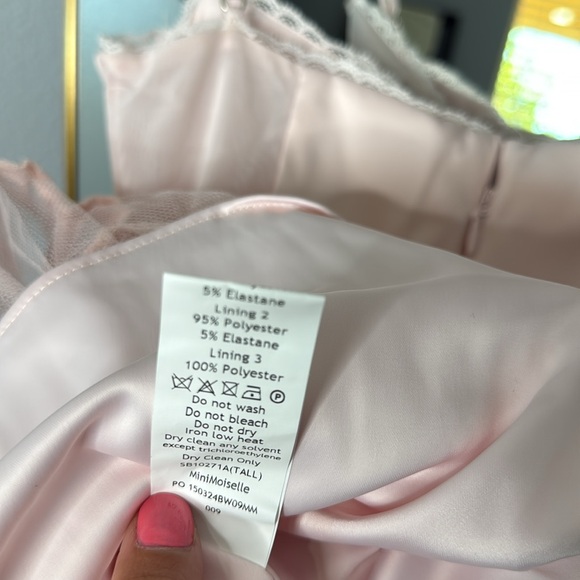 5% Elastane
Lining 2
95% Polyester
5% Elastane
Lining 3
100% Polyester
P
Do not wash
Do not bleach
Do not dry
Iron low heat
Dry clean any solvent
except trichloroethylene
Dry Clean Only
SB10271A(TALL)
MiniMoiselle
PO 150324BW09MM
009